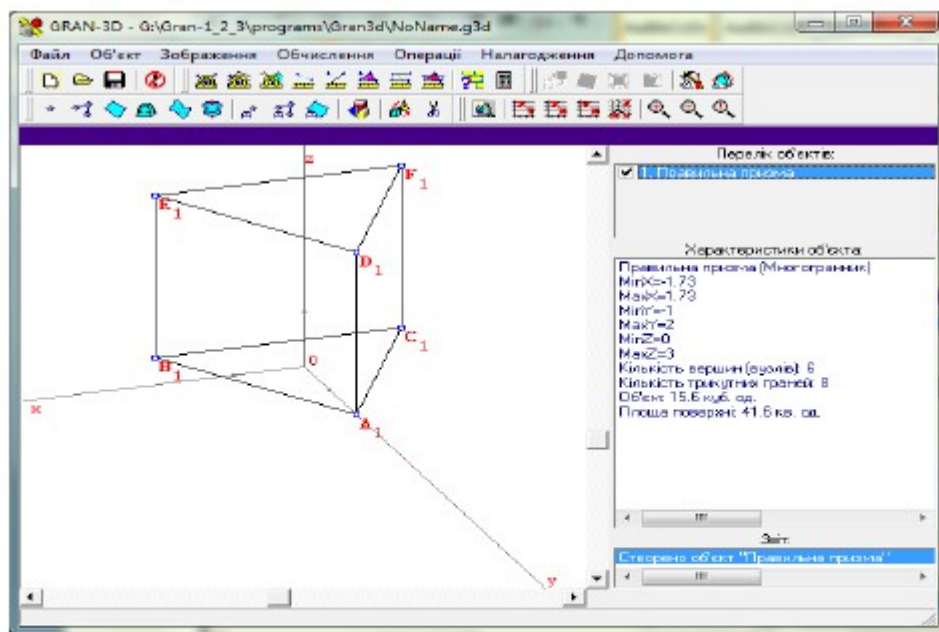 GRAN-3D - G:\Gran-1_2_3\programs\Gran3d\NoName.g3d
Файл Об'єкт Зображення Обчислення Операції Налагодження Допомога
z
F1
E1
D1
C1
B1
O
A1
x
y
Перелік об'єктів:
1. Правильна призма
Характеристики об'єкта:
Правильна призма (Многогранник)
MinX=-1.73
MaxX=1.73
MinY=-1
MaxY=2
MinZ=0
MaxZ=3
Кількість вершин (вузлів): 6
Кількість трикутних граней: 8
Об'єм: 15.6 куб. од.
Площа поверхні: 41.6 кв. од.
Звіт:
Створено об'єкт "Правильна призма"